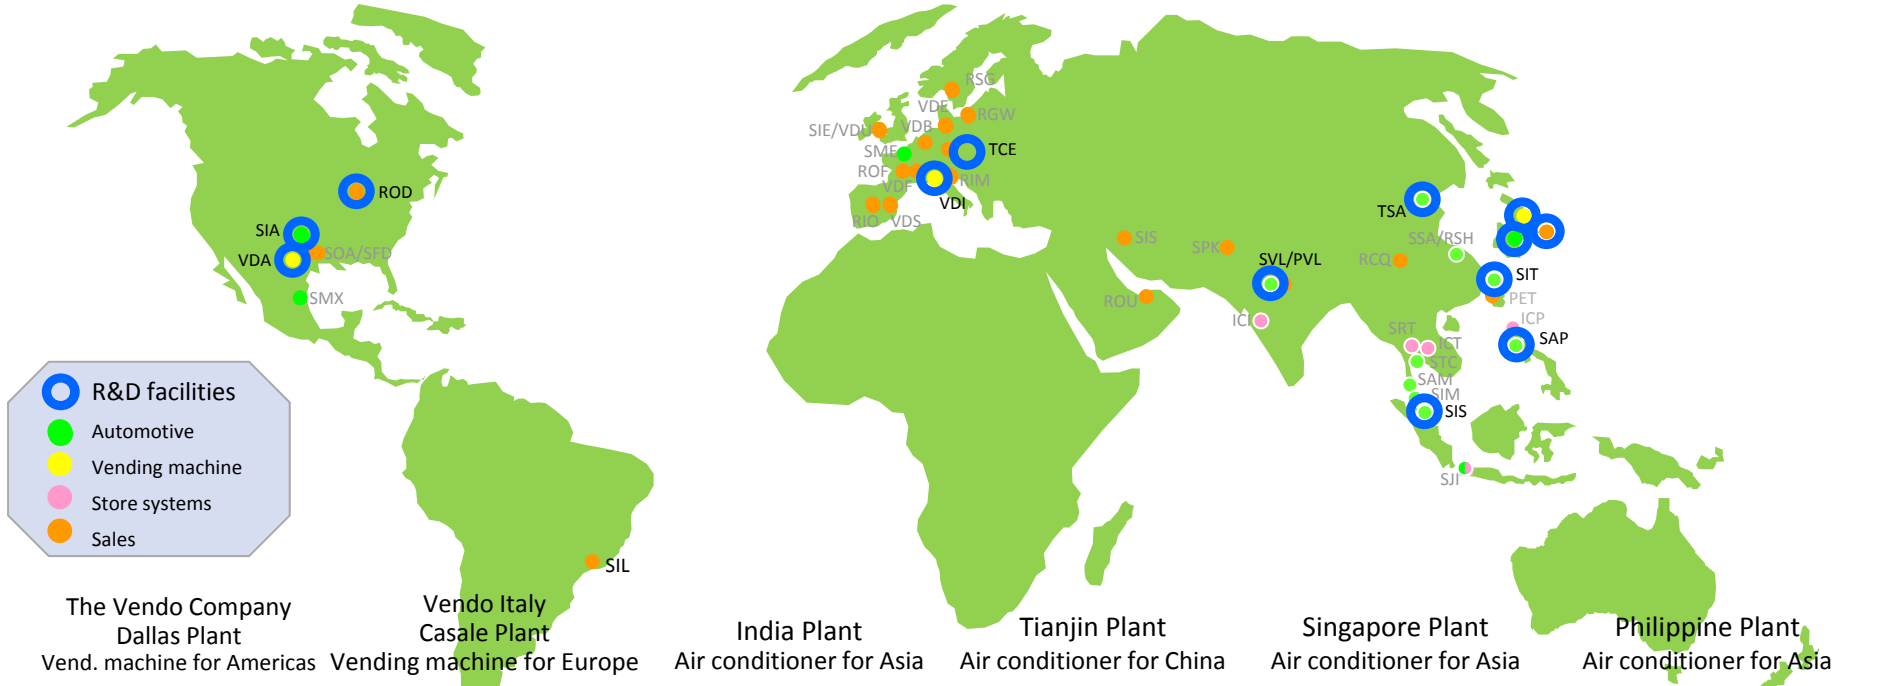 RSG
VDF
RGW
SIE/VDU
VDB
SME
TCE
ROF
RIM
VDF
VDI
RIO
VDS
ROD
SIA
SOA/SFD
VDA
SMX
TSA
SSA/RSH
SIS
SPK
SVL/PVL
RCQ
SIT
ROU
PET
ICI
ICP
SRT
ICT
SAP
STC
SAM
SIM
SIS
SJI
SIL
R&D facilities
Automotive
Vending machine
Store systems
Sales
The Vendo Company
Dallas Plant
Vend. machine for Americas
Vendo Italy
Casale Plant
Vending machine for Europe
India Plant
Air conditioner for Asia
Tianjin Plant
Air conditioner for China
Singapore Plant
Air conditioner for Asia
Philippine Plant
Air conditioner for Asia